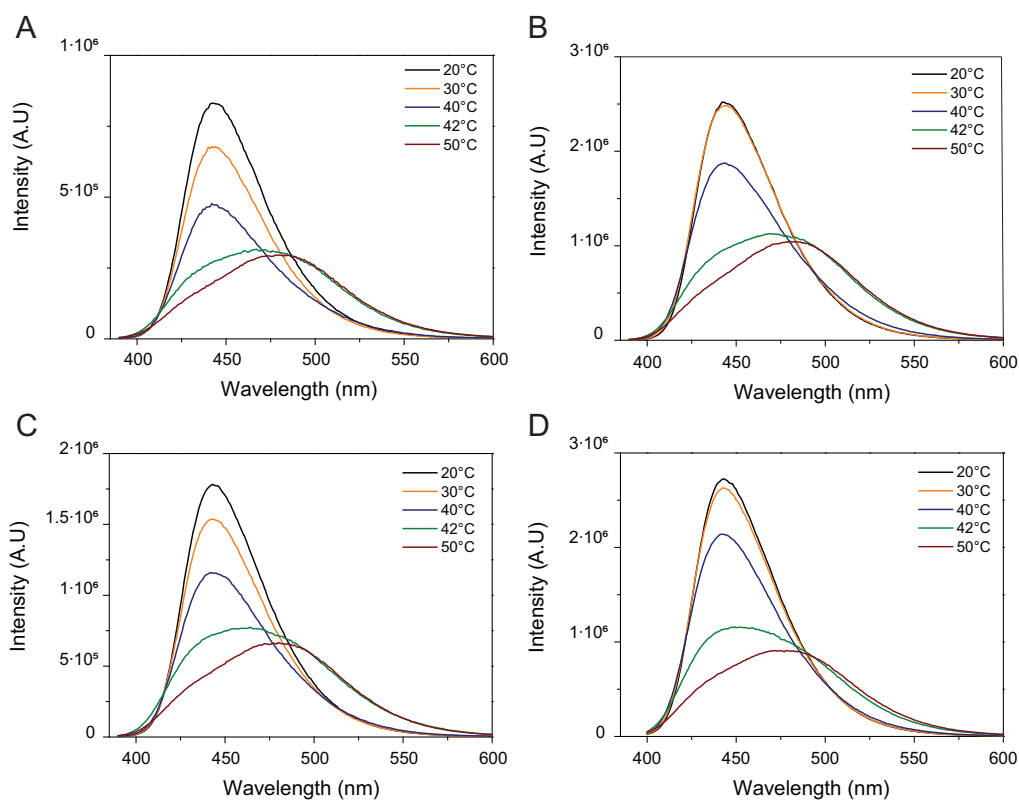 A
1·10⁶
5·10⁵
0
Intensity (A.U)
20°C
30°C
40°C
42°C
50°C
400 450 500 550 600
Wavelength (nm)
B
3·10⁶
2·10⁶
1·10⁶
0
Intensity (A.U)
20°C
30°C
40°C
42°C
50°C
400 450 500 550 600
Wavelength (nm)
C
2·10⁶
1.5·10⁶
1·10⁶
5·10⁵
0
Intensity (A.U)
20°C
30°C
40°C
42°C
50°C
400 450 500 550 600
Wavelength (nm)
D
3·10⁶
2·10⁶
1·10⁶
0
Intensity (A.U)
20°C
30°C
40°C
42°C
50°C
400 450 500 550 600
Wavelength (nm)